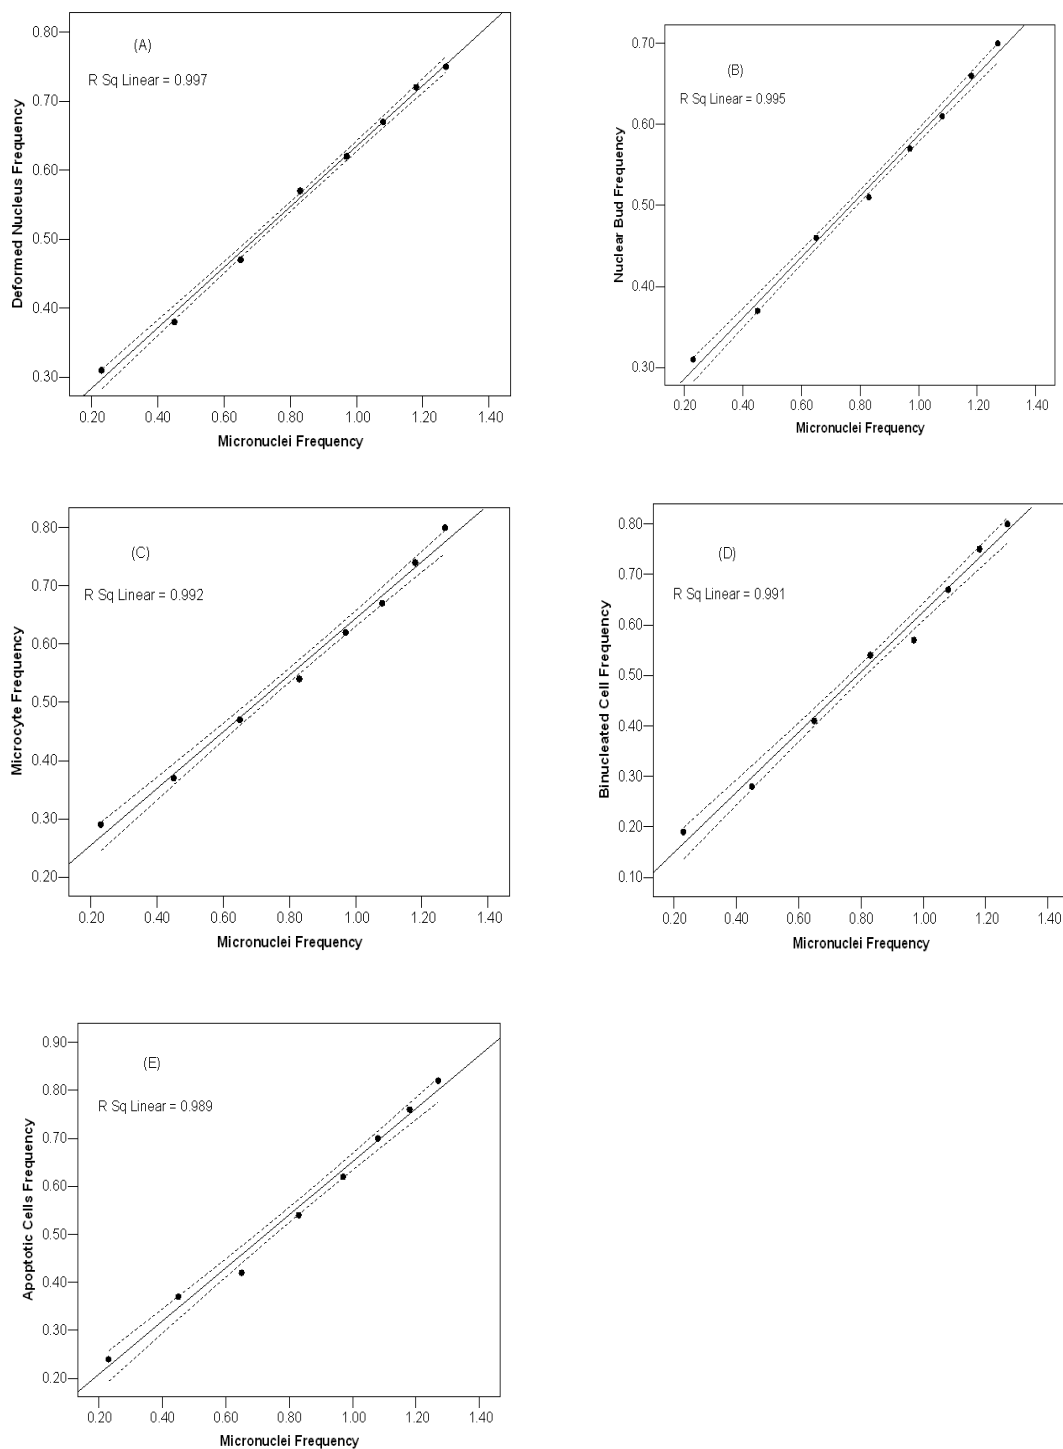 (A)
R Sq Linear = 0.997
0.80
0.70
0.60
0.50
0.40
0.30
Deformed Nucleus Frequency
0.20 0.40 0.60 0.80 1.00 1.20 1.40
Micronuclei Frequency
(B)
R Sq Linear = 0.995
0.70
0.60
0.50
0.40
0.30
Nuclear Bud Frequency
0.20 0.40 0.60 0.80 1.00 1.20 1.40
Micronuclei Frequency
(C)
R Sq Linear = 0.992
0.80
0.70
0.60
0.50
0.40
0.30
0.20
Microcyte Frequency
0.20 0.40 0.60 0.80 1.00 1.20 1.40
Micronuclei Frequency
(D)
R Sq Linear = 0.991
0.80
0.70
0.60
0.50
0.40
0.30
0.20
0.10
Binucleated Cell Frequency
0.20 0.40 0.60 0.80 1.00 1.20 1.40
Micronuclei Frequency
(E)
R Sq Linear = 0.989
0.90
0.80
0.70
0.60
0.50
0.40
0.30
0.20
Apoptotic Cells Frequency
0.20 0.40 0.60 0.80 1.00 1.20 1.40
Micronuclei Frequency